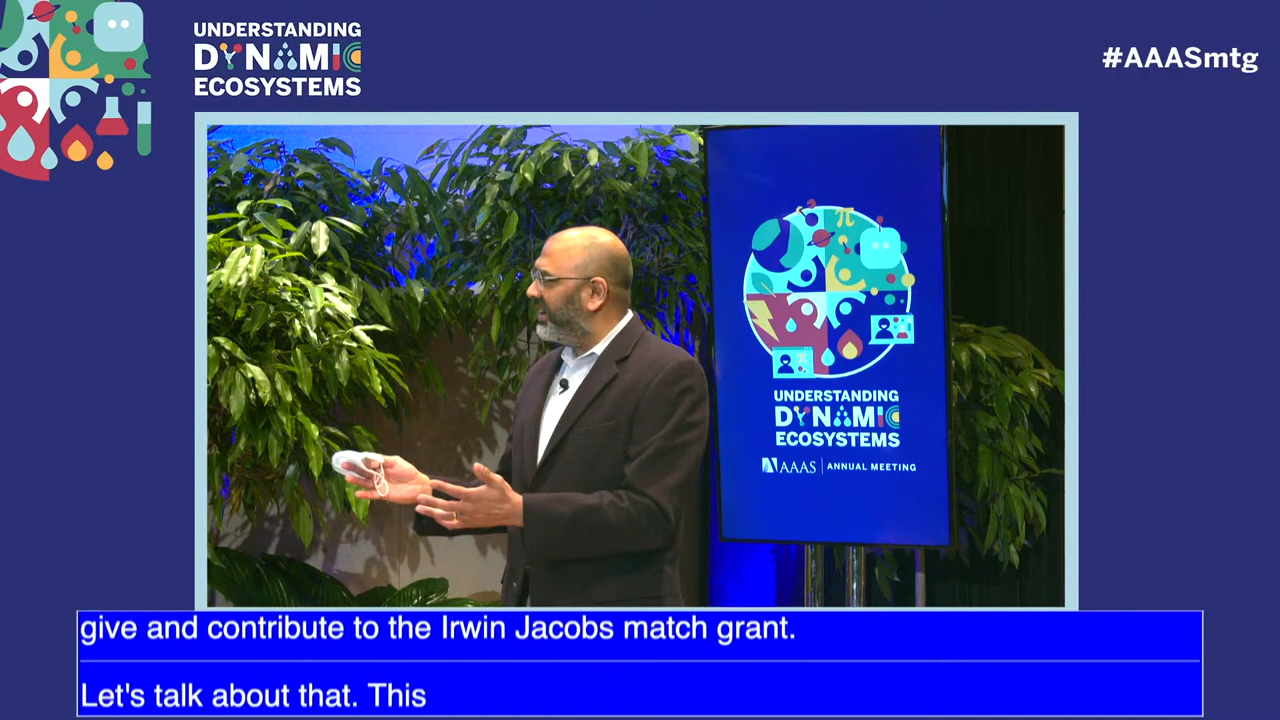 UNDERSTANDING
DYNAMIC
ECOSYSTEMS
#AAASmtg
π
UNDERSTANDING
DYNAMIC
ECOSYSTEMS
AAAS | ANNUAL MEETING
give and contribute to the Irwin Jacobs match grant.
Let's talk about that. This